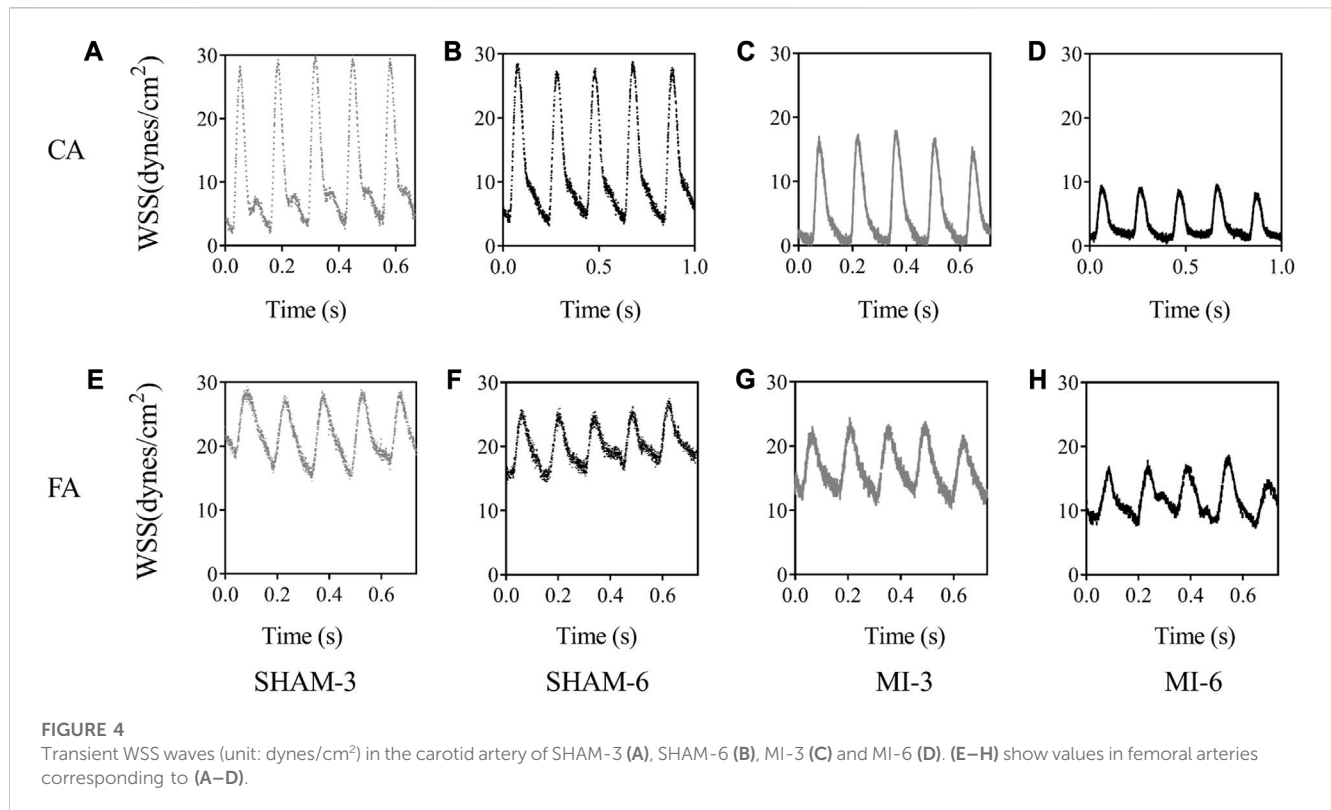 A
B
C
D
CA
WSS(dynes/cm²)
30
20
10
0
0.0 0.2 0.4 0.6
Time (s)
30
20
10
0
0.0 0.5 1.0
Time (s)
30
20
10
0
0.0 0.2 0.4 0.6
Time (s)
30
20
10
0
0.0 0.5 1.0
Time (s)
E
F
G
H
FA
WSS(dynes/cm²)
30
20
10
0
0.0 0.2 0.4 0.6
Time (s)
SHAM-3
30
20
10
0
0.0 0.2 0.4 0.6
Time (s)
SHAM-6
30
20
10
0
0.0 0.2 0.4 0.6
Time (s)
MI-3
30
20
10
0
0.0 0.2 0.4 0.6
Time (s)
MI-6
FIGURE 4
Transient WSS waves (unit: dynes/cm²) in the carotid artery of SHAM-3 (A), SHAM-6 (B), MI-3 (C) and MI-6 (D). (E–H) show values in femoral arteries
corresponding to (A–D).